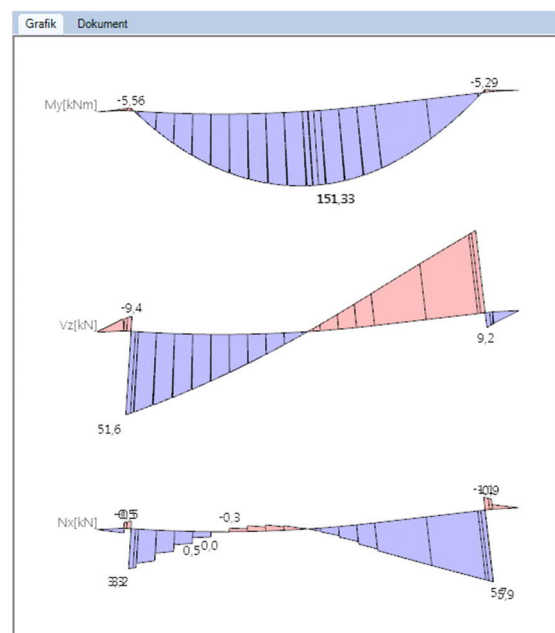 Grafik Dokument
-5,29
My[kNm] -5,56
151,33
-9,4
Vz[kN]
9,2
51,6
Nx[kN] -0,3
0,5 0,0